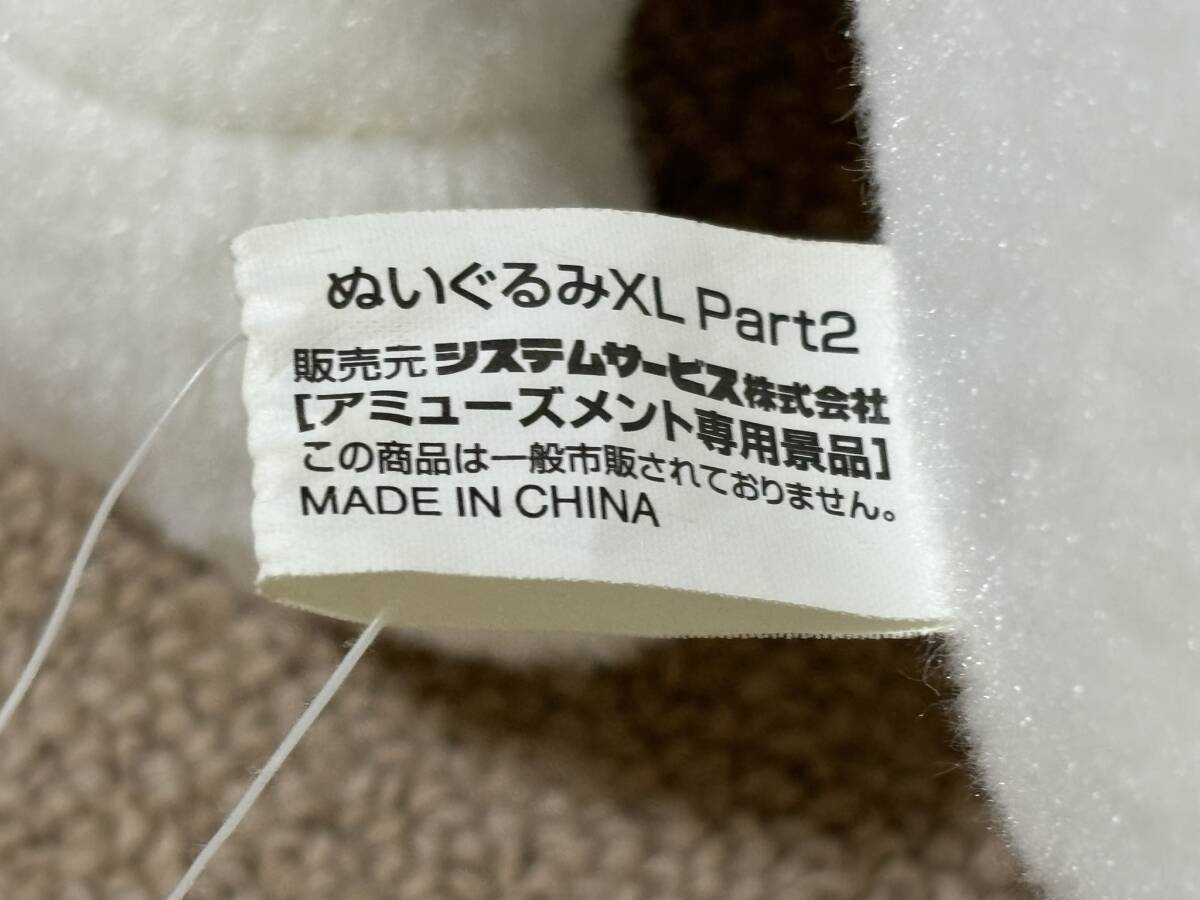 ぬいぐるみXL Part2
販売元 システムサービス株式会社
[アミューズメント専用景品]
この商品は一般市販されておりません。
MADE IN CHINA